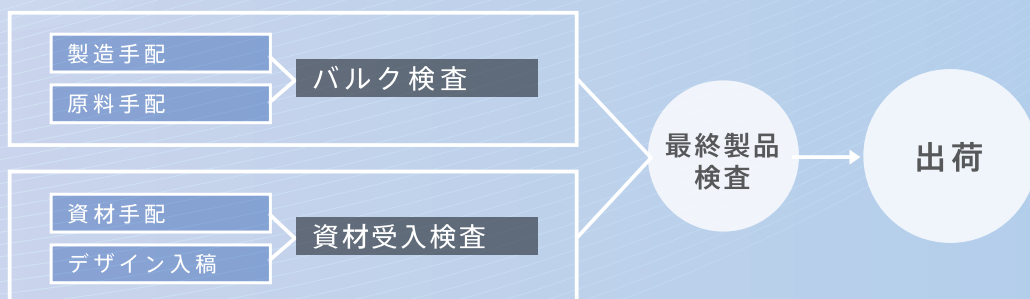 製造手配
原料手配
バルク検査
資材手配
デザイン入稿
資材受入検査
最終製品
検査
出荷